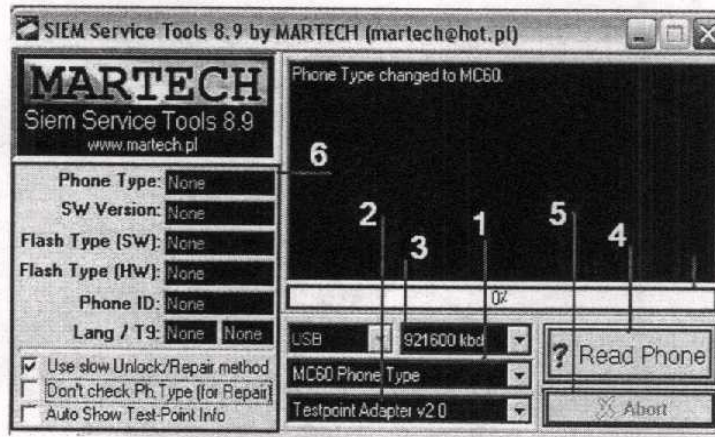 SIEM Service Tools 8.9 by MARTECH (martech@hot.pl)
MARTECH
Siem Service Tools 8.9
www.martech.pl
Phone Type changed to MC60.
6
Phone Type: None
SW Version: None
Flash Type (SW): None
Flash Type (HW): None
Phone ID: None
Lang / T9: None None
Use slow Unlock/Repair method
Don't check Ph.Type (for Repair)
Auto Show Test-Point Info
2 3 1 5 4
0%
USB 921600 kbd
MC60 Phone Type
Testpoint Adapter v2.0
? Read Phone
Abort